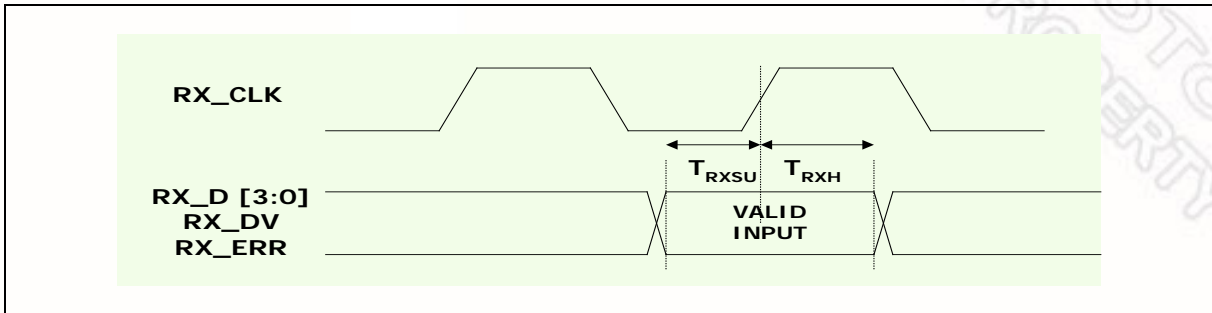 RX_CLK
T_RXSU T_RXH
RX_D [3:0]
RX_DV
RX_ERR
VALID
INPUT